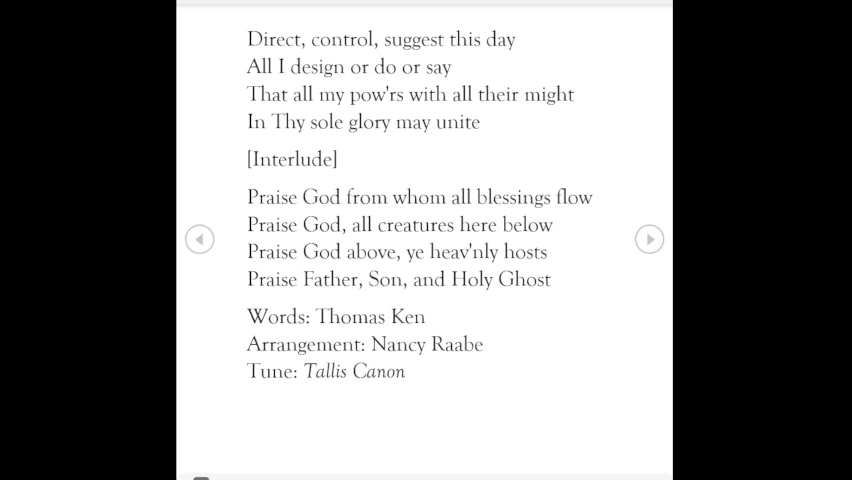 Direct, control, suggest this day
All I design or do or say
That all my pow'rs with all their might
In Thy sole glory may unite
[Interlude]
Praise God from whom all blessings flow
Praise God, all creatures here below
Praise God above, ye heav'nly hosts
Praise Father, Son, and Holy Ghost
Words: Thomas Ken
Arrangement: Nancy Raabe
Tune: Tallis Canon